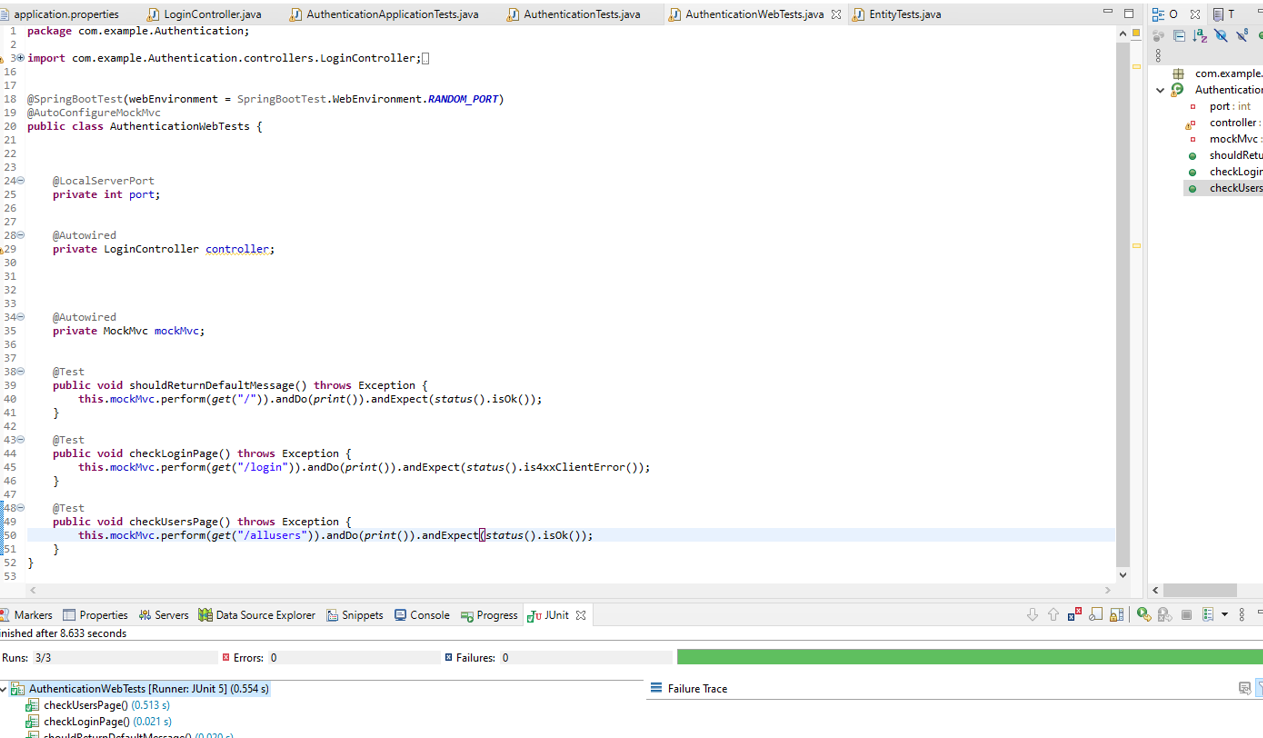 application.properties LoginController.java AuthenticationApplicationTests.java AuthenticationTests.java AuthenticationWebTests.java EntityTests.java O T
1 package com.example.Authentication;
2
3 import com.example.Authentication.controllers.LoginController;
16
17
18 @SpringBootTest(webEnvironment = SpringBootTest.WebEnvironment.RANDOM_PORT)
19 @AutoConfigureMockMvc
20 public class AuthenticationWebTests {
21
22
23
24 @LocalServerPort
25 private int port;
26
27
28 @Autowired
29 private LoginController controller;
30
31
32
33
34 @Autowired
35 private MockMvc mockMvc;
36
37
38 @Test
39 public void shouldReturnDefaultMessage() throws Exception {
40 this.mockMvc.perform(get("/")).andDo(print()).andExpect(status().isOk());
41 }
42
43 @Test
44 public void checkLoginPage() throws Exception {
45 this.mockMvc.perform(get("/login")).andDo(print()).andExpect(status().is4xxClientError());
46 }
47
48 @Test
49 public void checkUsersPage() throws Exception {
50 this.mockMvc.perform(get("/allusers")).andDo(print()).andExpect(status().isOk());
51 }
52 }
53
com.example.
Authentication
port : int
controller :
mockMvc :
shouldRetu
checkLogin
checkUsers
Markers Properties Servers Data Source Explorer Snippets Console Progress JUnit
inished after 8.633 seconds
Runs: 3/3 Errors: 0 Failures: 0
AuthenticationWebTests [Runner: JUnit 5] (0.554 s) Failure Trace
checkUsersPage() (0.513 s)
checkLoginPage() (0.021 s)
shouldReturnDefaultMessage() (0.020 s)